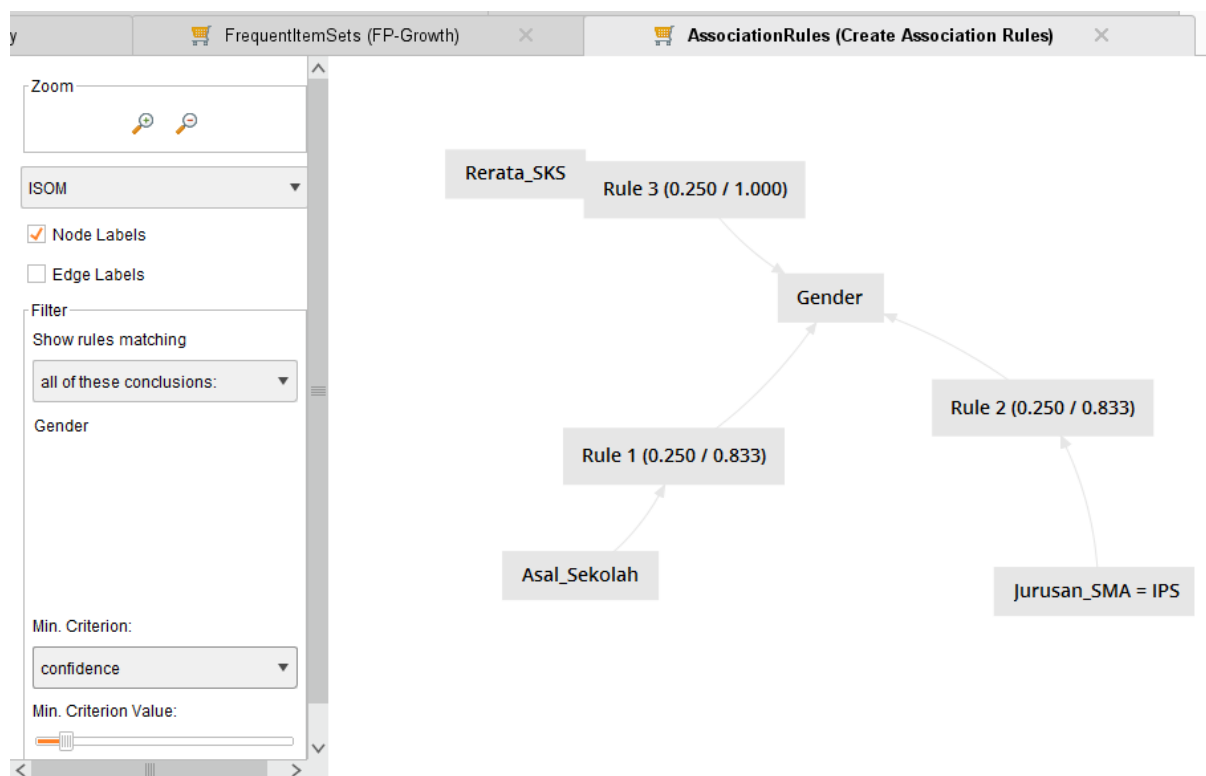 y
FrequentItemSets (FP-Growth)
AssociationRules (Create Association Rules)
Zoom
ISOM
Node Labels
Edge Labels
Filter
Show rules matching
all of these conclusions:
Gender
Min. Criterion:
confidence
Min. Criterion Value:
Rerata_SKS
Rule 3 (0.250 / 1.000)
Gender
Rule 2 (0.250 / 0.833)
Rule 1 (0.250 / 0.833)
Asal_Sekolah
Jurusan_SMA = IPS